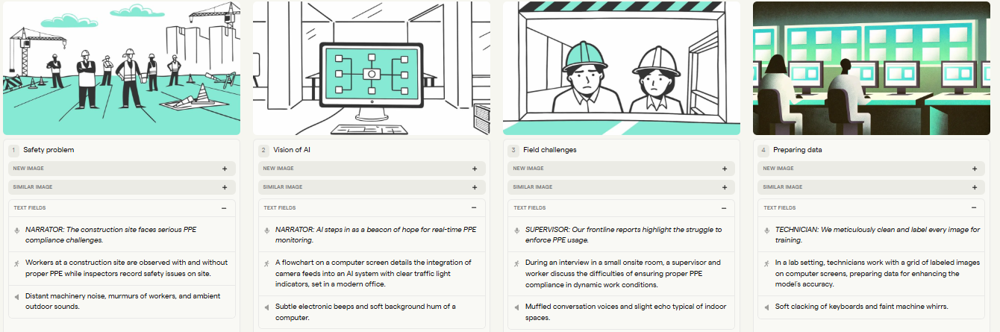 1 Safety problem
NEW IMAGE +
SIMILAR IMAGE +
TEXT FIELDS –
NARRATOR: The construction site faces serious PPE
compliance challenges.
Workers at a construction site are observed with and without
proper PPE while inspectors record safety issues on site.
Distant machinery noise, murmurs of workers, and ambient
outdoor sounds.
2 Vision of AI
NEW IMAGE +
SIMILAR IMAGE +
TEXT FIELDS –
NARRATOR: AI steps in as a beacon of hope for real-time PPE
monitoring.
A flowchart on a computer screen details the integration of
camera feeds into an AI system with clear traffic light
indicators, set in a modern office.
Subtle electronic beeps and soft background hum of a
computer.
3 Field challenges
NEW IMAGE +
SIMILAR IMAGE +
TEXT FIELDS –
SUPERVISOR: Our frontline reports highlight the struggle to
enforce PPE usage.
During an interview in a small onsite room, a supervisor and
worker discuss the difficulties of ensuring proper PPE
compliance in dynamic work conditions.
Muffled conversation voices and slight echo typical of indoor
spaces.
4 Preparing data
NEW IMAGE +
SIMILAR IMAGE +
TEXT FIELDS –
TECHNICIAN: We meticulously clean and label every image for
training.
In a lab setting, technicians work with a grid of labeled images
on computer screens, preparing data for enhancing the
model's accuracy.
Soft clacking of keyboards and faint machine whirrs.